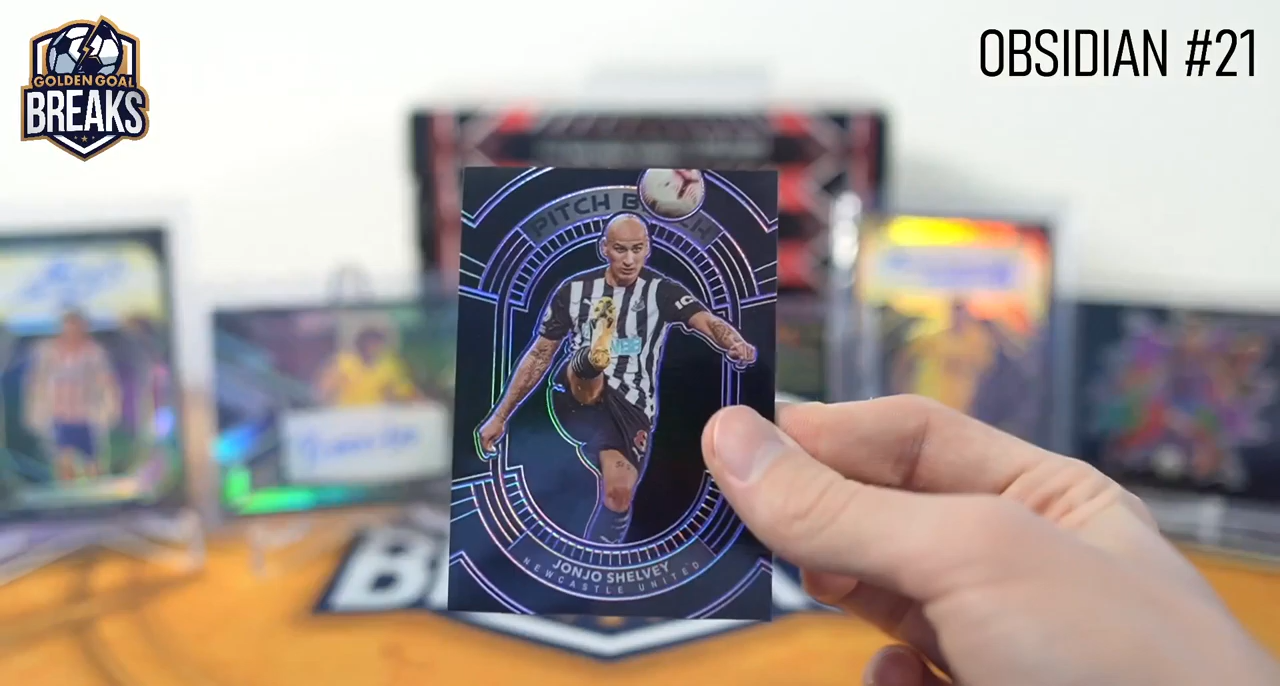 GOLDEN GOAL
BREAKS
OBSIDIAN #21
PITCH BLACK
JONJO SHELVEY
NEWCASTLE UNITED